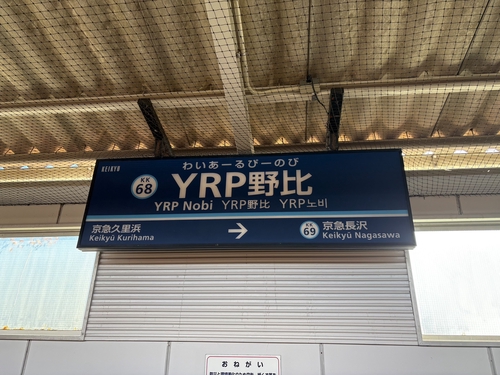 KEIKYU
わいあーるぴーのび
KK
68
YRP野比
YRP Nobi YRP野比 YRP노비
京急久里浜
Keikyū Kurihama
KK
69
京急長沢
Keikyū Nagasawa
おねがい